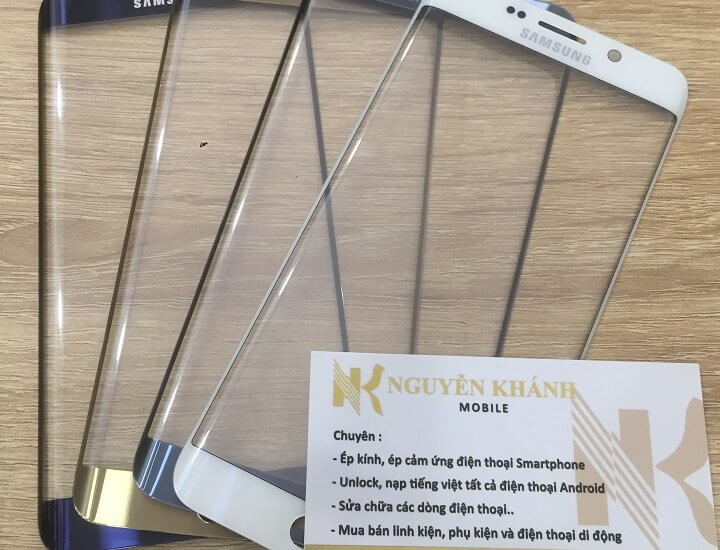 SAMSUNG
SAMSUNG
NK NGUYỄN KHÁNH
MOBILE
Chuyên :
- Ép kính, ép cảm ứng điện thoại Smartphone
- Unlock, nạp tiếng việt tất cả điện thoại Android
- Sửa chữa các dòng điện thoại..
- Mua bán linh kiện, phụ kiện và điện thoại di động